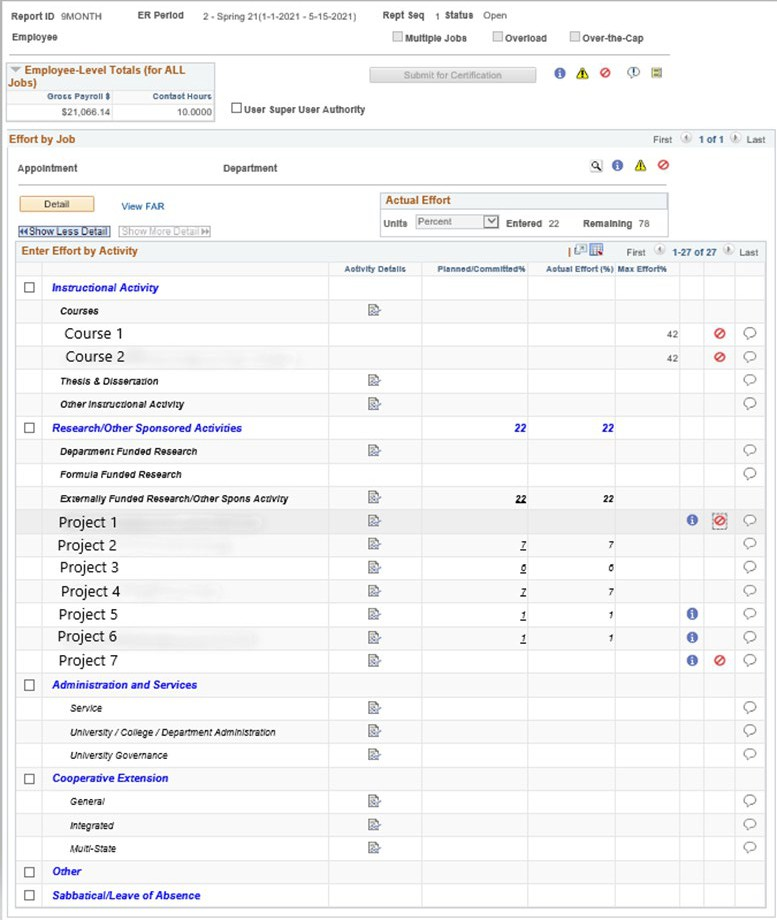 Report ID 9MONTH ER Period 2 - Spring 21(1-1-2021 - 5-15-2021) Rept Seq 1 Status Open
Employee Multiple Jobs Overload Over-the-Cap
Employee-Level Totals (for ALL
Jobs)
Submit for Certification
Gross Payroll $ Contact Hours
$21,066.14 10.0000
User Super User Authority
Effort by Job First 1 of 1 Last
Appointment Department
Detail View FAR
Actual Effort
Units Percent Entered 22 Remaining 78
Show Less Detail Show More Detail
Enter Effort by Activity First 1-27 of 27 Last
Activity Details Planned/Committed% Actual Effort (%) Max Effort%
Instructional Activity
Courses
Course 1 42
Course 2 42
Thesis & Dissertation
Other Instructional Activity
Research/Other Sponsored Activities 22 22
Department Funded Research
Formula Funded Research
Externally Funded Research/Other Spons Activity 22 22
Project 1
Project 2 7 7
Project 3 6 6
Project 4 7 7
Project 5 1 1
Project 6 1 1
Project 7
Administration and Services
Service
University / College / Department Administration
University Governance
Cooperative Extension
General
Integrated
Multi-State
Other
Sabbatical/Leave of Absence